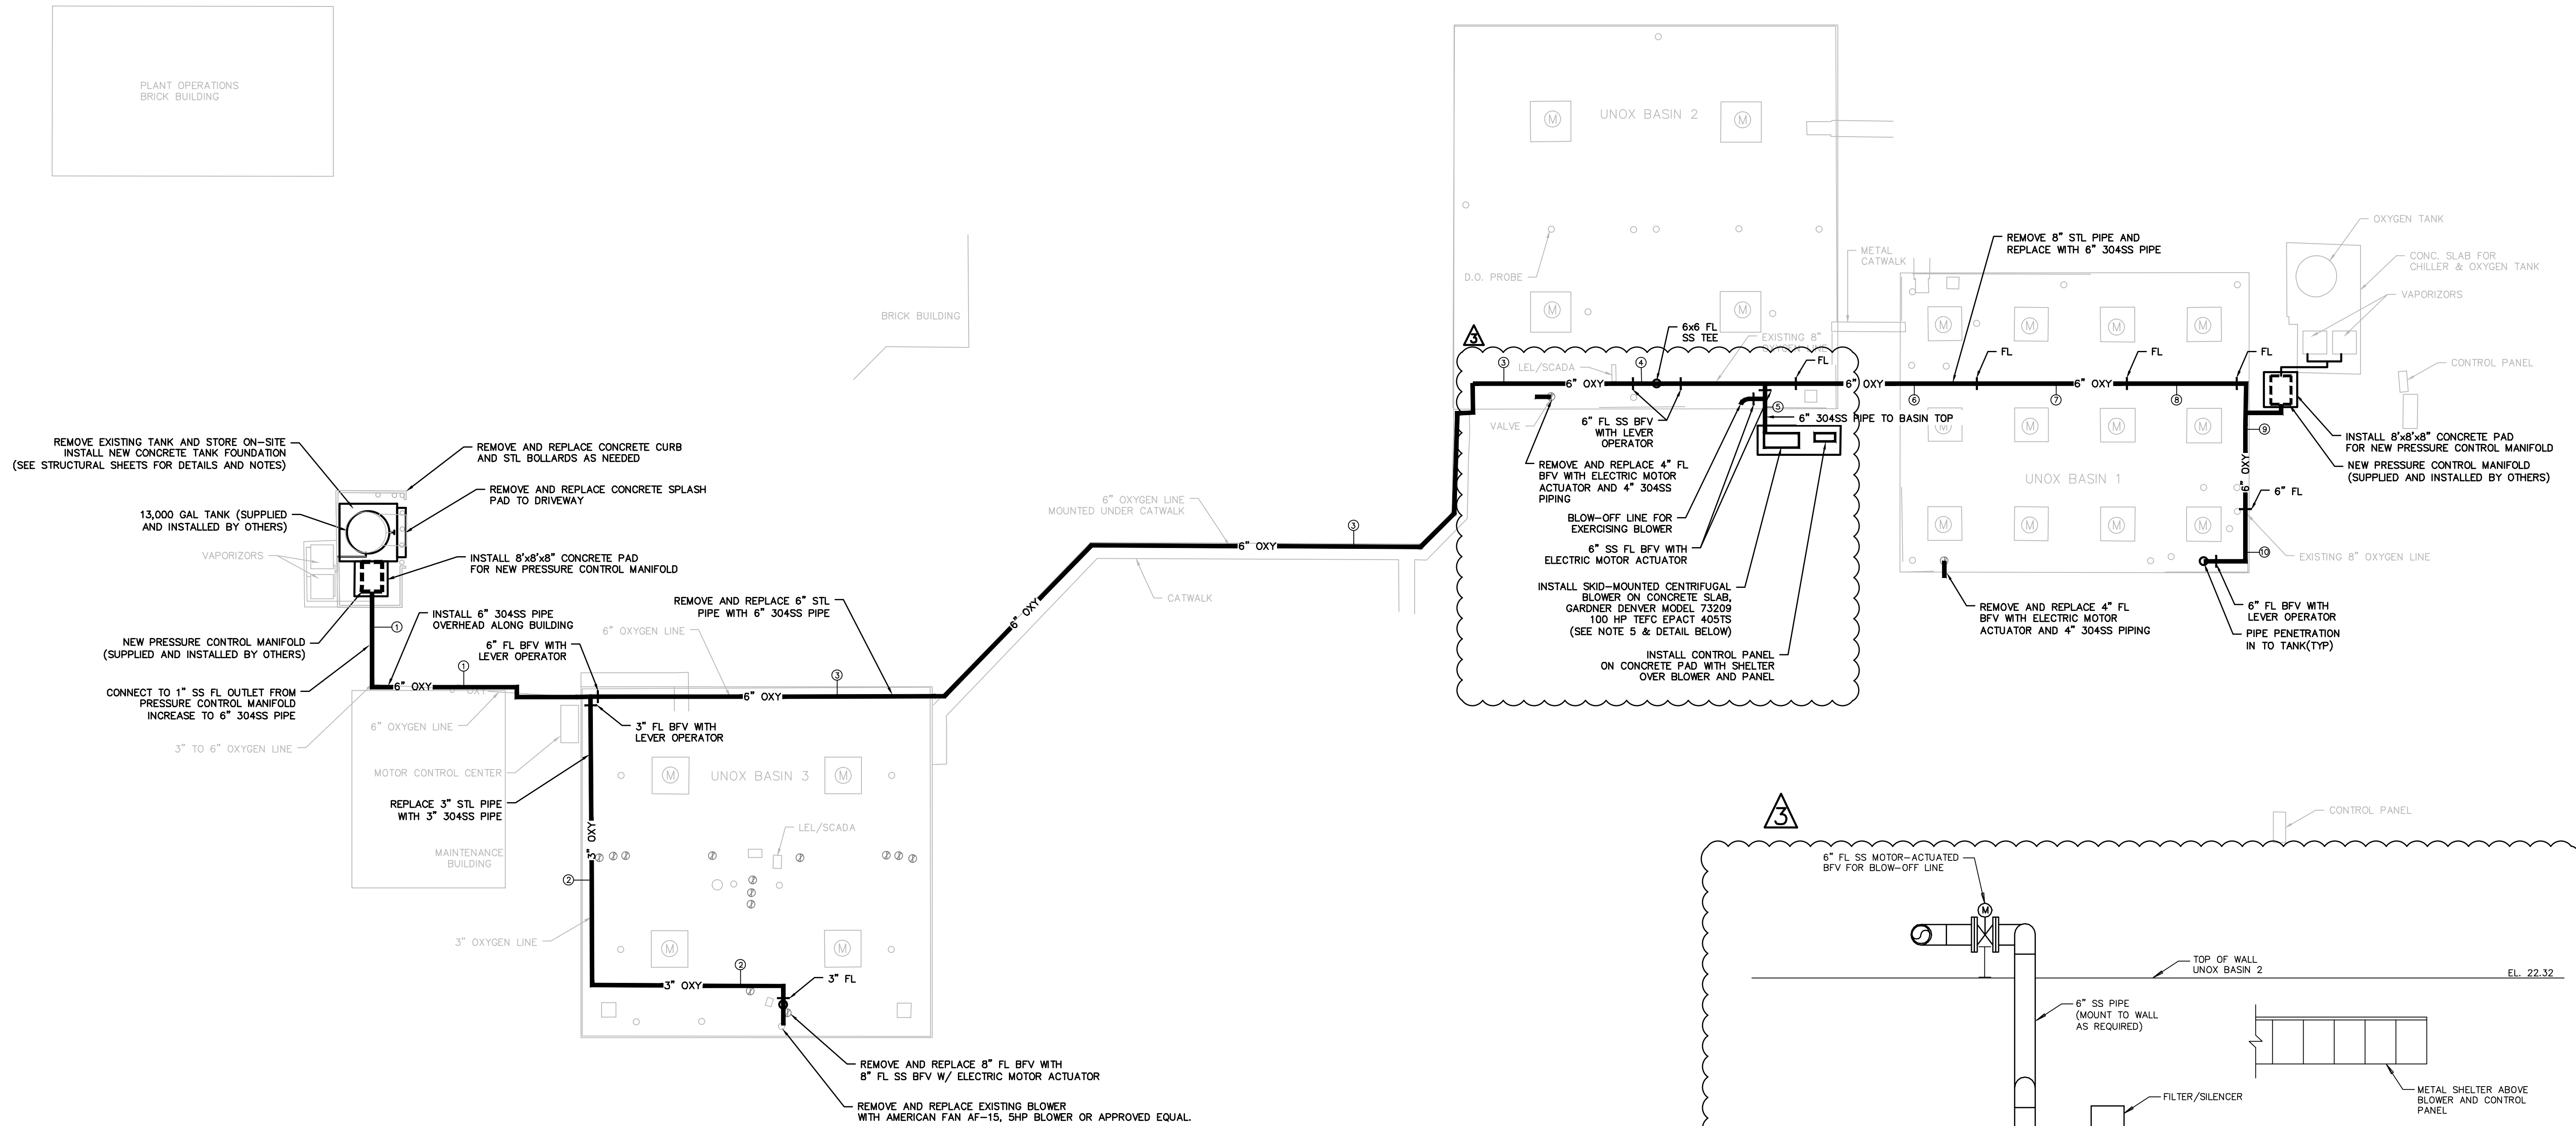 PLANT OPERATIONS
BRICK BUILDING
BRICK BUILDING
REMOVE EXISTING TANK AND STORE ON-SITE
INSTALL NEW CONCRETE TANK FOUNDATION
(SEE STRUCTURAL SHEETS FOR DETAILS AND NOTES)
13,000 GAL TANK (SUPPLIED
AND INSTALLED BY OTHERS)
VAPORIZORS
REMOVE AND REPLACE CONCRETE CURB
AND STL BOLLARDS AS NEEDED
REMOVE AND REPLACE CONCRETE SPLASH
PAD TO DRIVEWAY
INSTALL 8'x8'x8" CONCRETE PAD
FOR NEW PRESSURE CONTROL MANIFOLD
NEW PRESSURE CONTROL MANIFOLD
(SUPPLIED AND INSTALLED BY OTHERS)
INSTALL 6" 304SS PIPE
OVERHEAD ALONG BUILDING
1
1
CONNECT TO 1" SS FL OUTLET FROM
PRESSURE CONTROL MANIFOLD
INCREASE TO 6" 304SS PIPE
6" OXY
6" OXY
6" OXYGEN LINE
3" TO 6" OXYGEN LINE
6" FL BFV WITH
LEVER OPERATOR
6" OXYGEN LINE
REMOVE AND REPLACE 6" STL
PIPE WITH 6" 304SS PIPE
6" OXY
3
3" FL BFV WITH
LEVER OPERATOR
MOTOR CONTROL CENTER
REPLACE 3" STL PIPE
WITH 3" 304SS PIPE
MAINTENANCE
BUILDING
3" OXY
2
3" OXYGEN LINE
UNOX BASIN 3
M
M
M
M
LEL/SCADA
2
3" OXY
3" FL
REMOVE AND REPLACE 8" FL BFV WITH
8" FL SS BFV W/ ELECTRIC MOTOR ACTUATOR
REMOVE AND REPLACE EXISTING BLOWER
WITH AMERICAN FAN AF-15, 5HP BLOWER OR APPROVED EQUAL.
6" OXY
6" OXYGEN LINE
MOUNTED UNDER CATWALK
6" OXY
3
CATWALK
UNOX BASIN 2
M
M
M
M
D.O. PROBE
METAL
CATWALK
3
6x6 FL
SS TEE
EXISTING 8"
OXYGEN LINE
LEL/SCADA
3
4
6" OXY
FL
VALVE
6" FL SS BFV
WITH LEVER
OPERATOR
5
6" 304SS PIPE TO BASIN TOP
REMOVE AND REPLACE 4" FL
BFV WITH ELECTRIC MOTOR
ACTUATOR AND 4" 304SS
PIPING
BLOW-OFF LINE FOR
EXERCISING BLOWER
6" SS FL BFV WITH
ELECTRIC MOTOR ACTUATOR
INSTALL SKID-MOUNTED CENTRIFUGAL
BLOWER ON CONCRETE SLAB,
GARDNER DENVER MODEL 73209
100 HP TEFC EPACT 405TS
(SEE NOTE 5 & DETAIL BELOW)
INSTALL CONTROL PANEL
ON CONCRETE PAD WITH SHELTER
OVER BLOWER AND PANEL
REMOVE 8" STL PIPE AND
REPLACE WITH 6" 304SS PIPE
M
M
M
M
6" OXY
FL
6" OXY
FL
FL
6
7
8
M
M
M
M
UNOX BASIN 1
M
M
M
M
9
6" OXY
6" FL
EXISTING 8" OXYGEN LINE
10
REMOVE AND REPLACE 4" FL
BFV WITH ELECTRIC MOTOR
ACTUATOR AND 4" 304SS PIPING
6" FL BFV WITH
LEVER OPERATOR
PIPE PENETRATION
IN TO TANK(TYP)
OXYGEN TANK
CONC. SLAB FOR
CHILLER & OXYGEN TANK
VAPORIZORS
CONTROL PANEL
INSTALL 8'x8'x8" CONCRETE PAD
FOR NEW PRESSURE CONTROL MANIFOLD
NEW PRESSURE CONTROL MANIFOLD
(SUPPLIED AND INSTALLED BY OTHERS)
3
CONTROL PANEL
6" FL SS MOTOR-ACTUATED
BFV FOR BLOW-OFF LINE
M
TOP OF WALL
UNOX BASIN 2
EL. 22.32
6" SS PIPE
(MOUNT TO WALL
AS REQUIRED)
FILTER/SILENCER
METAL SHELTER ABOVE
BLOWER AND CONTROL
PANEL